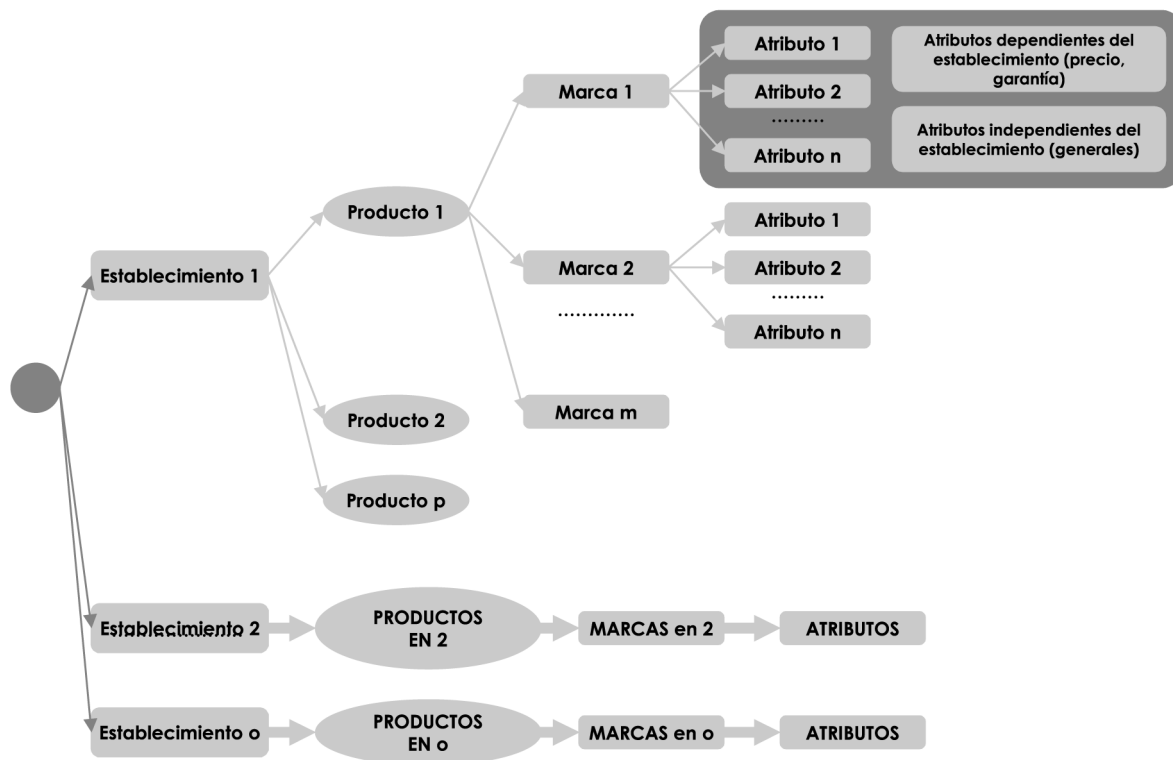 Atributo 1
Atributos dependientes del
establecimiento (precio,
garantía)
Marca 1
Atributo 2
.........
Atributos independientes del
establecimiento (generales)
Atributo n
Producto 1
Atributo 1
Establecimiento 1
Marca 2
Atributo 2
.............
.........
Atributo n
Producto 2
Marca m
Producto p
Establecimiento 2
PRODUCTOS
EN 2
MARCAS en 2
ATRIBUTOS
Establecimiento o
PRODUCTOS
EN o
MARCAS en o
ATRIBUTOS